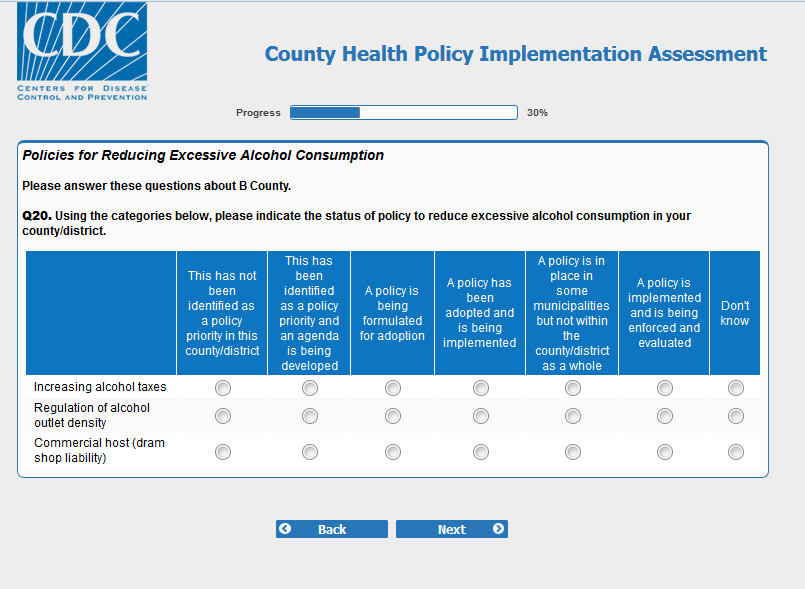 CDC
CENTERS FOR DISEASE
CONTROL AND PREVENTION
County Health Policy Implementation Assessment
Progress 30%
Policies for Reducing Excessive Alcohol Consumption
Please answer these questions about B County.
Q20. Using the categories below, please indicate the status of policy to reduce excessive alcohol consumption in your
county/district.
This has not
been
identified as
a policy
priority in this
county/district
This has
been
identified
as a policy
priority and
an agenda
is being
developed
A policy is
being
formulated
for adoption
A policy has
been
adopted and
is being
implemented
A policy is in
place in
some
municipalities
but not within
the
county/district
as a whole
A policy is
implemented
and is being
enforced and
evaluated
Don't
know
Increasing alcohol taxes
Regulation of alcohol
outlet density
Commercial host (dram
shop liability)
Back
Next